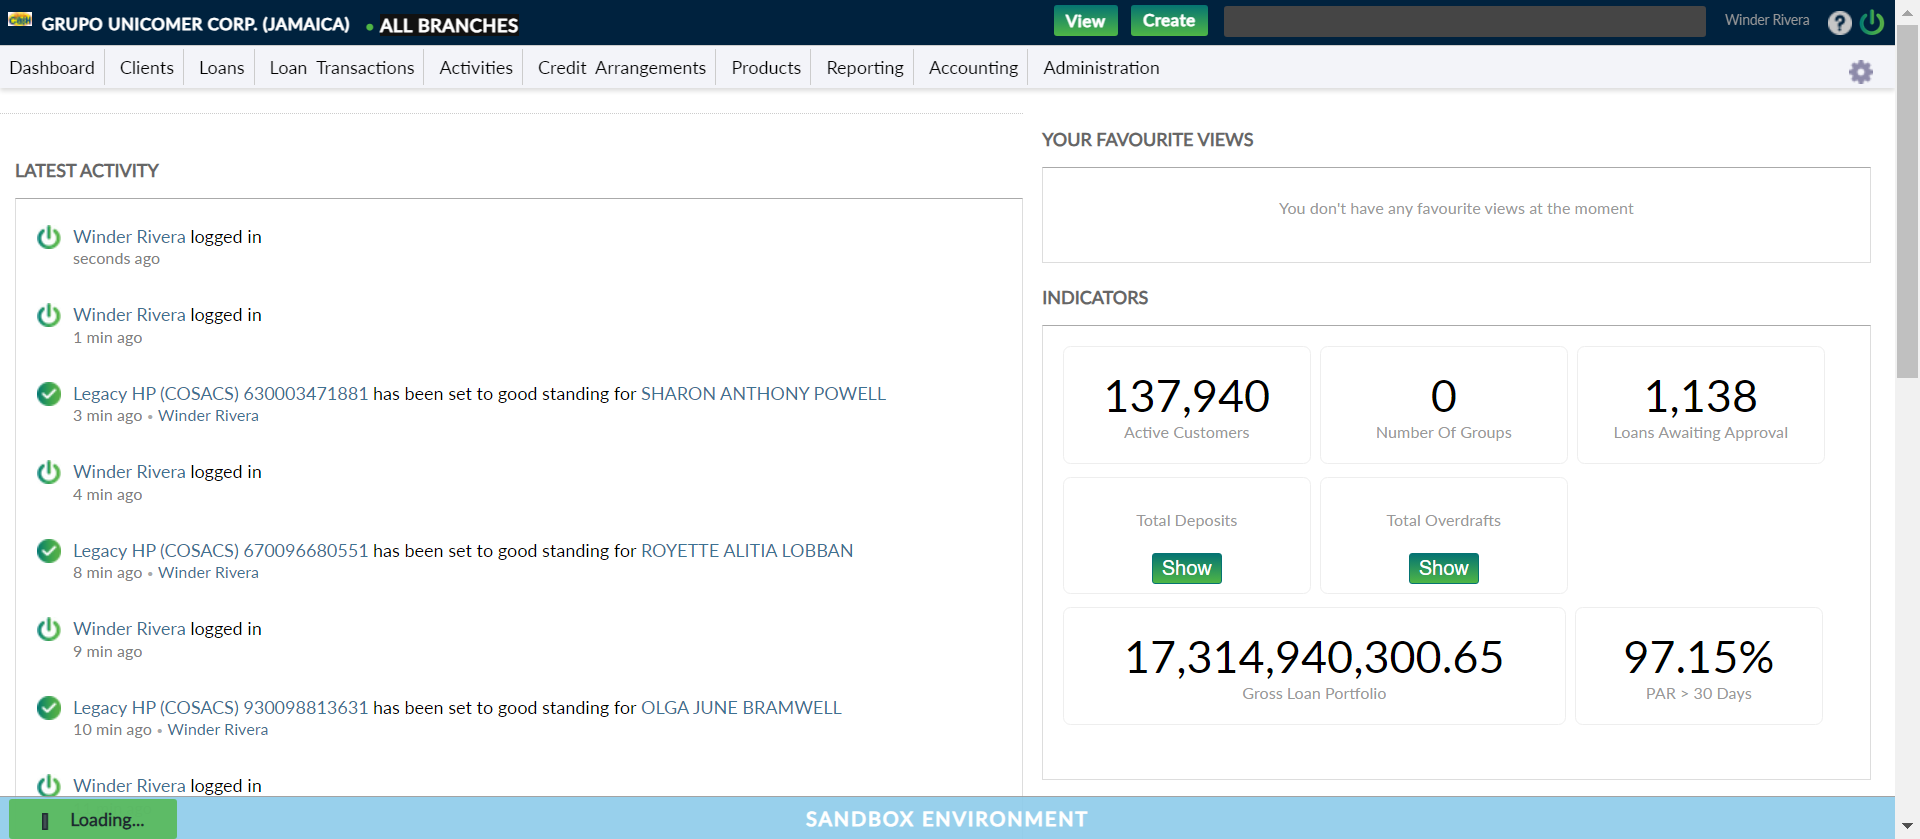 CasH
GRUPO UNICOMER CORP. (JAMAICA) • ALL BRANCHES
View
Create
Winder Rivera
?
Dashboard
Clients
Loans
Loan Transactions
Activities
Credit Arrangements
Products
Reporting
Accounting
Administration
LATEST ACTIVITY
Winder Rivera logged in
seconds ago
Winder Rivera logged in
1 min ago
Legacy HP (COSACS) 630003471881 has been set to good standing for SHARON ANTHONY POWELL
3 min ago • Winder Rivera
Winder Rivera logged in
4 min ago
Legacy HP (COSACS) 670096680551 has been set to good standing for ROYETTE ALITIA LOBBAN
8 min ago • Winder Rivera
Winder Rivera logged in
9 min ago
Legacy HP (COSACS) 930098813631 has been set to good standing for OLGA JUNE BRAMWELL
10 min ago • Winder Rivera
Winder Rivera logged in
YOUR FAVOURITE VIEWS
You don't have any favourite views at the moment
INDICATORS
137,940
Active Customers
0
Number Of Groups
1,138
Loans Awaiting Approval
Total Deposits
Show
Total Overdrafts
Show
17,314,940,300.65
Gross Loan Portfolio
97.15%
PAR > 30 Days
Loading...
SANDBOX ENVIRONMENT